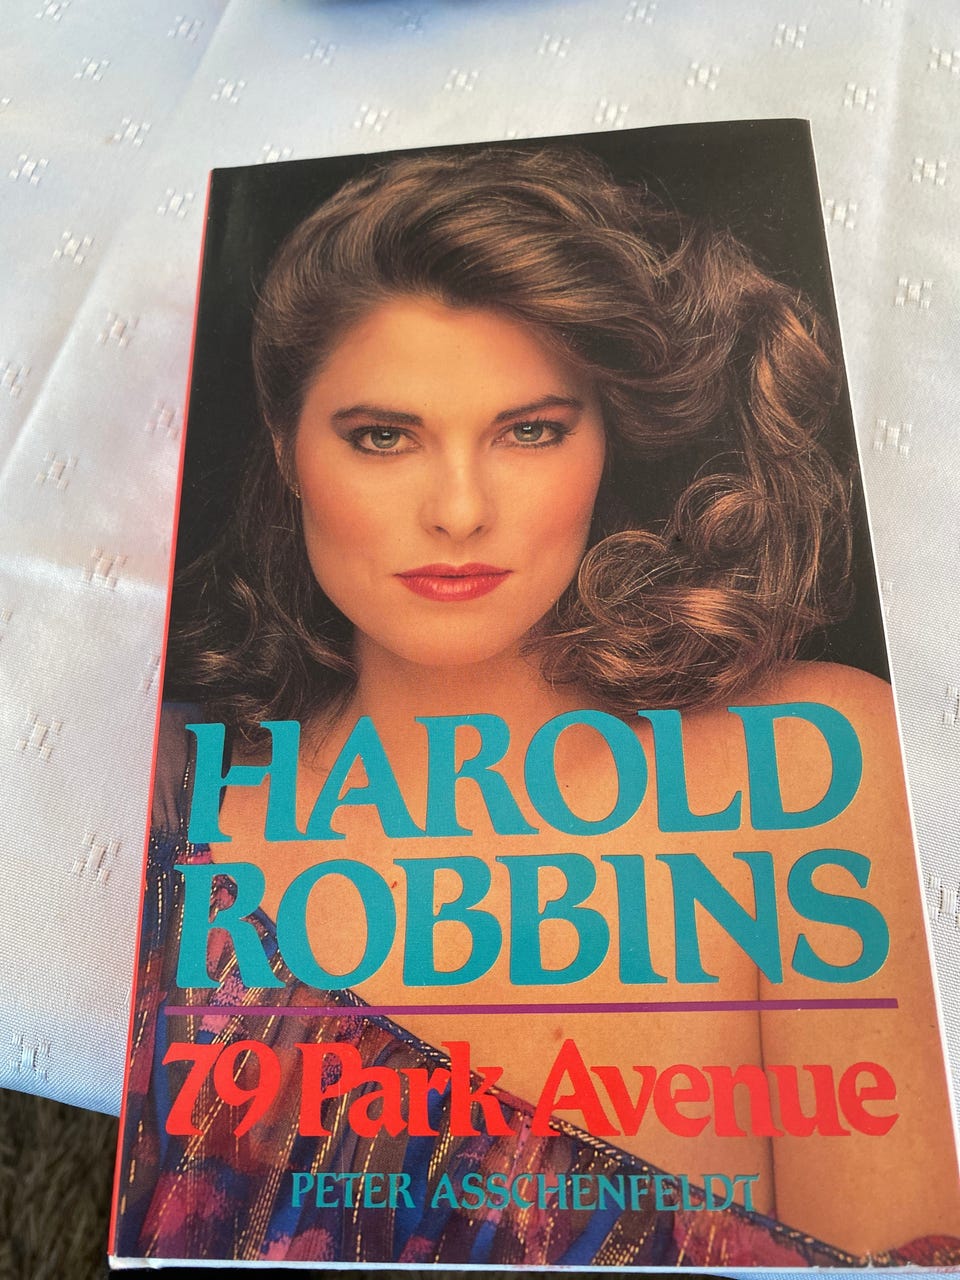 HAROLD
ROBBINS
79 Park Avenue
PETER ASSCHENFELDT